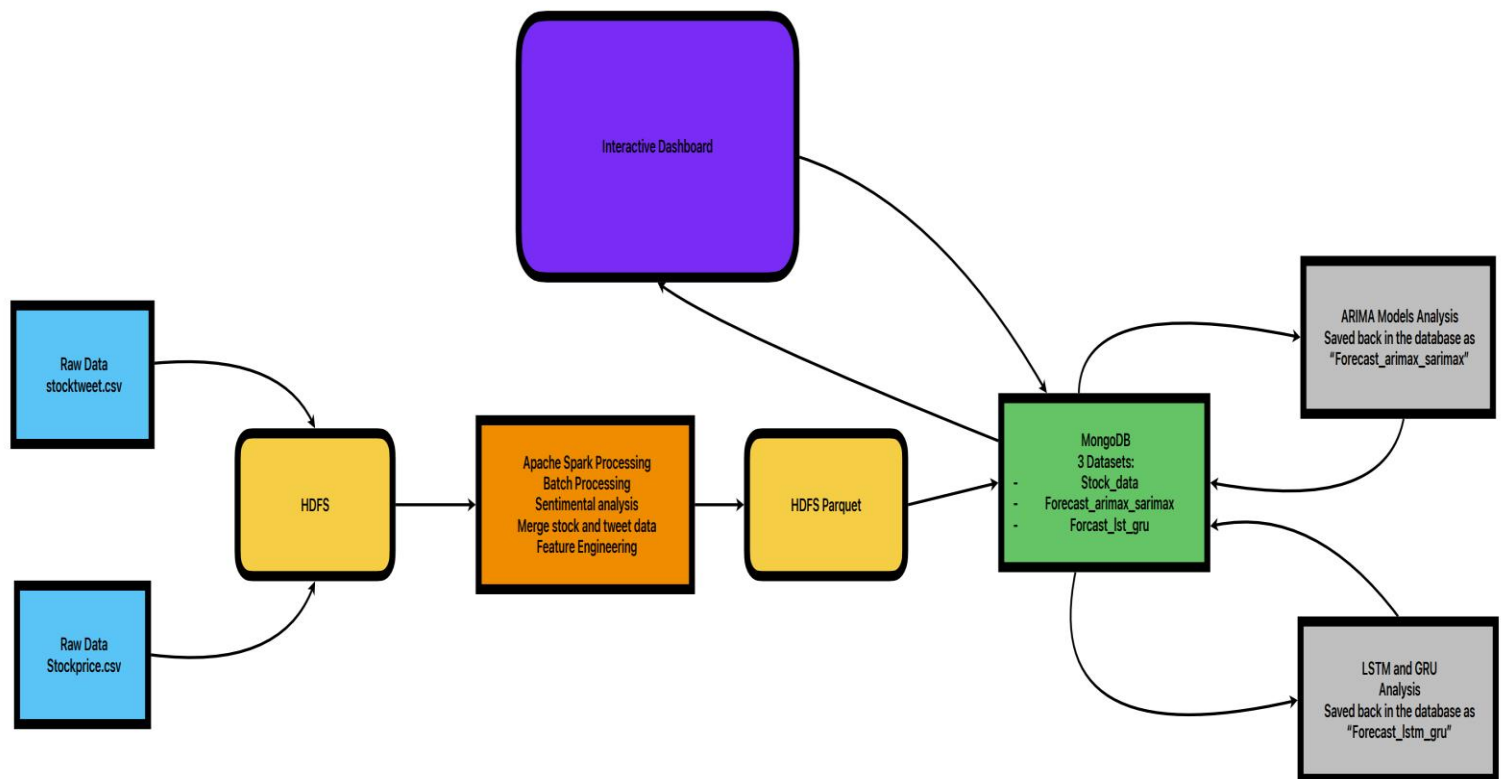 Interactive Dashboard
Raw Data
stocktweet.csv
Raw Data
Stockprice.csv
HDFS
Apache Spark Processing
Batch Processing
Sentimental analysis
Merge stock and tweet data
Feature Engineering
HDFS Parquet
MongoDB
3 Datasets:
- Stock_data
- Forecast_arimax_sarimax
- Forcast_lst_gru
ARIMA Models Analysis
Saved back in the database as
“Forecast_arimax_sarimax”
LSTM and GRU
Analysis
Saved back in the database as
“Forecast_lstm_gru”